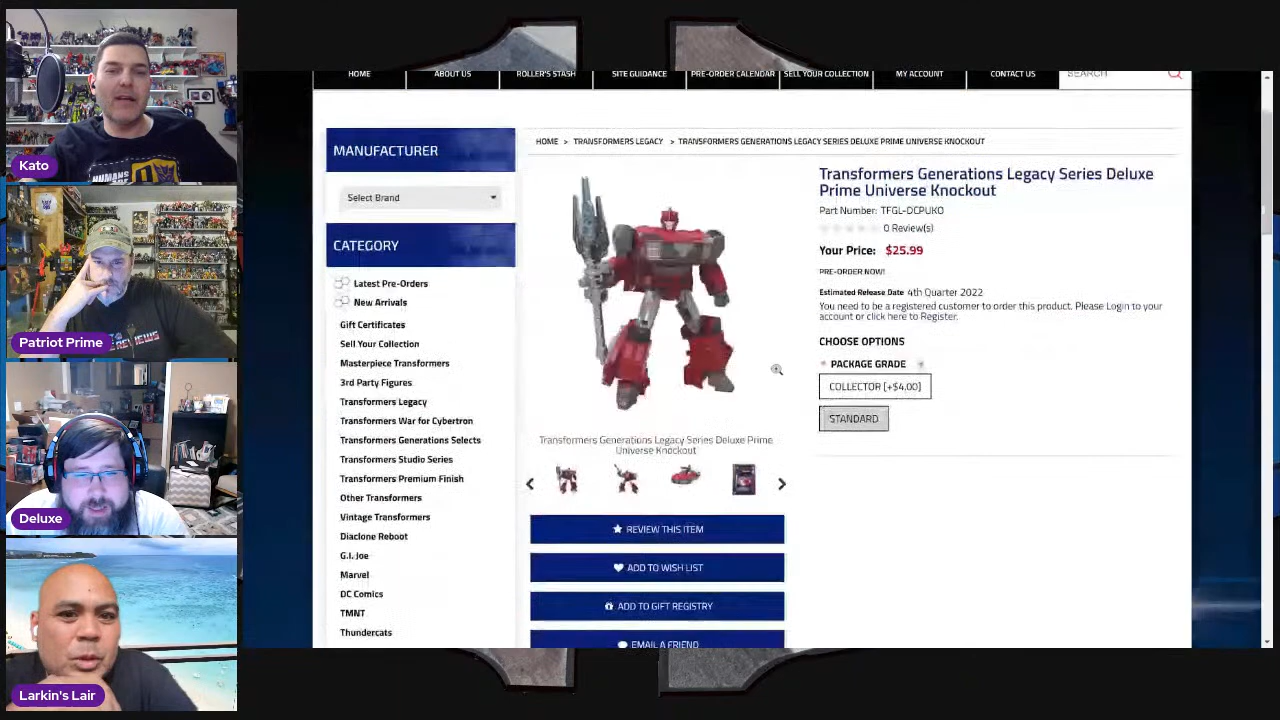 Kato
Patriot Prime
Deluxe
Larkin's Lair
HOME
ABOUT US
ROLLER'S STASH
SITE GUIDANCE
PRE-ORDER CALENDAR
SELL YOUR COLLECTION
MY ACCOUNT
CONTACT US
SEARCH
MANUFACTURER
Select Brand
CATEGORY
Latest Pre-Orders
New Arrivals
Gift Certificates
Sell Your Collection
Masterpiece Transformers
3rd Party Figures
Transformers Legacy
Transformers War for Cybertron
Transformers Generations Selects
Transformers Studio Series
Transformers Premium Finish
Other Transformers
Vintage Transformers
Diaclone Reboot
G.I. Joe
Marvel
DC Comics
TMNT
Thundercats
HOME > TRANSFORMERS LEGACY > TRANSFORMERS GENERATIONS LEGACY SERIES DELUXE PRIME UNIVERSE KNOCKOUT
Transformers Generations Legacy Series Deluxe Prime
Universe Knockout
REVIEW THIS ITEM
ADD TO WISH LIST
ADD TO GIFT REGISTRY
EMAIL A FRIEND
Transformers Generations Legacy Series Deluxe
Prime Universe Knockout
Part Number: TFGL-DCPUKO
0 Review(s)
Your Price: $25.99
PRE-ORDER NOW!
Estimated Release Date 4th Quarter 2022
You need to be a registered customer to order this product. Please Login to your
account or click here to Register.
CHOOSE OPTIONS
* PACKAGE GRADE
COLLECTOR [+$4.00]
STANDARD